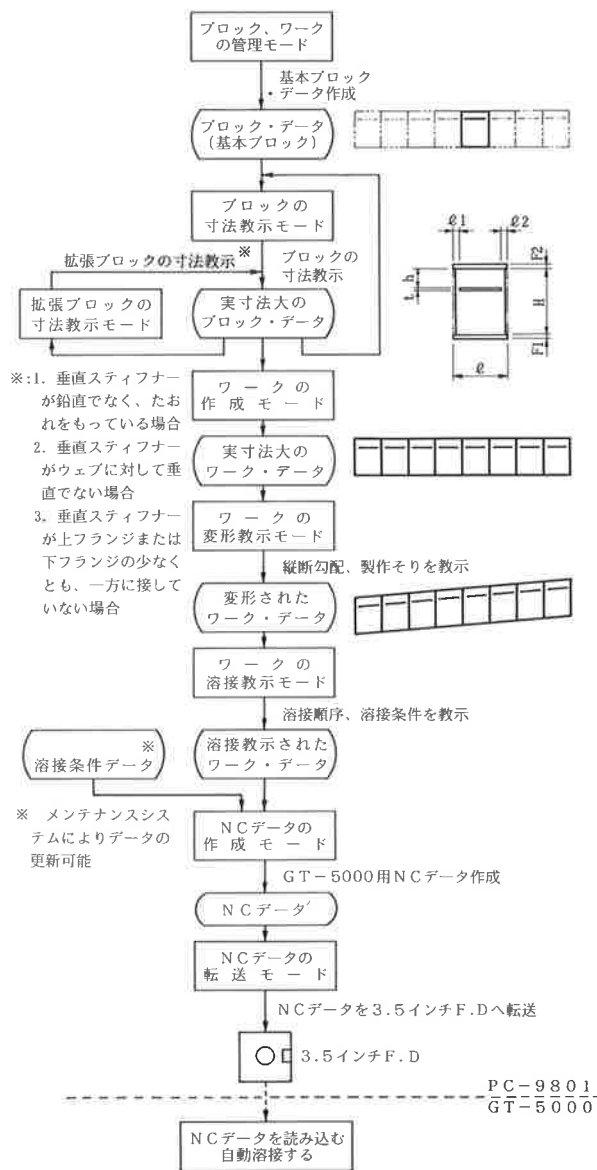 ブロック、ワーク
の管理モード
基本ブロック
・データ作成
ブロック・データ
(基本ブロック)
ブロックの
寸法教示モード
拡張ブロックの寸法教示※
ブロックの
寸法教示
拡張ブロックの
寸法教示モード
実寸法大の
ブロック・データ
ℓ1
ℓ2
F2
h
t
H
F1
ℓ
※:1. 垂直スティフナー
が鉛直でなく、たお
れをもっている場合
2. 垂直スティフナー
がウェブに対して垂
直でない場合
3. 垂直スティフナー
が上フランジまたは
下フランジの少なく
とも、一方に接して
いない場合
ワークの
作成モード
実寸法大の
ワーク・データ
ワークの
変形教示モード
縦断勾配、製作そりを教示
変形された
ワーク・データ
ワークの
溶接教示モード
溶接順序、溶接条件を教示
※
溶接条件データ
溶接教示された
ワーク・データ
※ メンテナンスシス
テムによりデータの
更新可能
NCデータの
作成モード
GT-5000用NCデータ作成
NCデータ
NCデータの
転送モード
NCデータを3.5インチF.Dへ転送
3.5インチF.D
PC-9801
GT-5000
NCデータを読み込む
自動溶接する